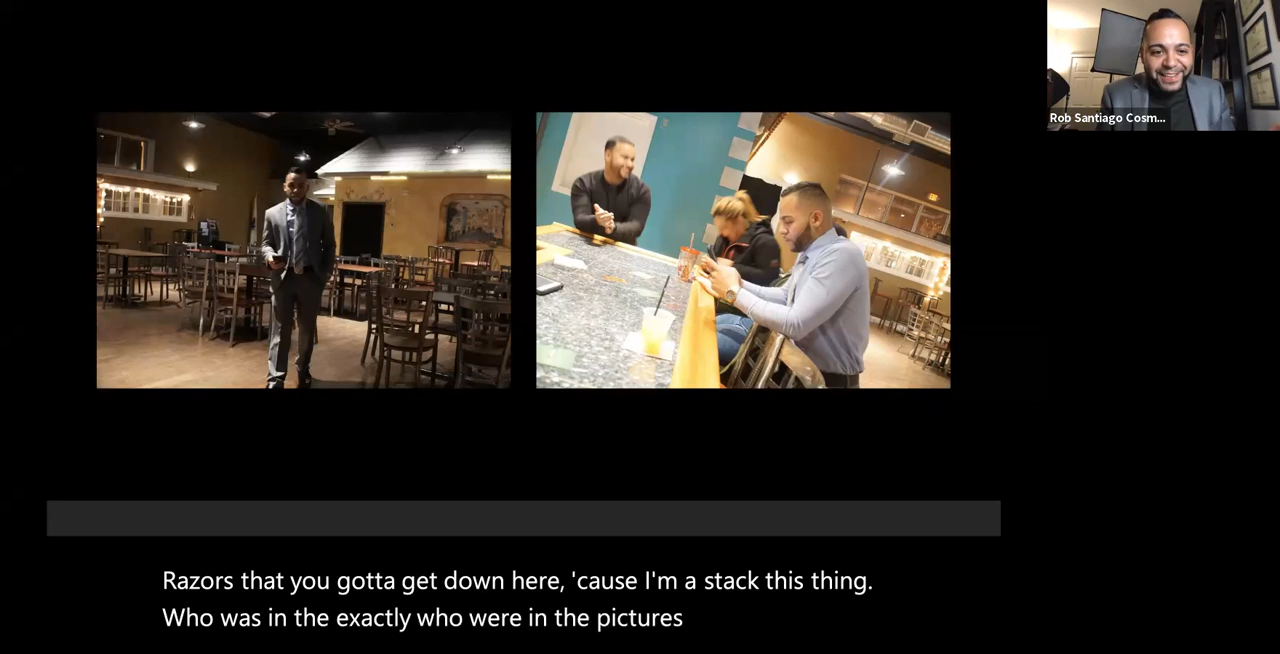 Rob Santiago Cosm...
Razors that you gotta get down here, 'cause I'm a stack this thing.
Who was in the exactly who were in the pictures